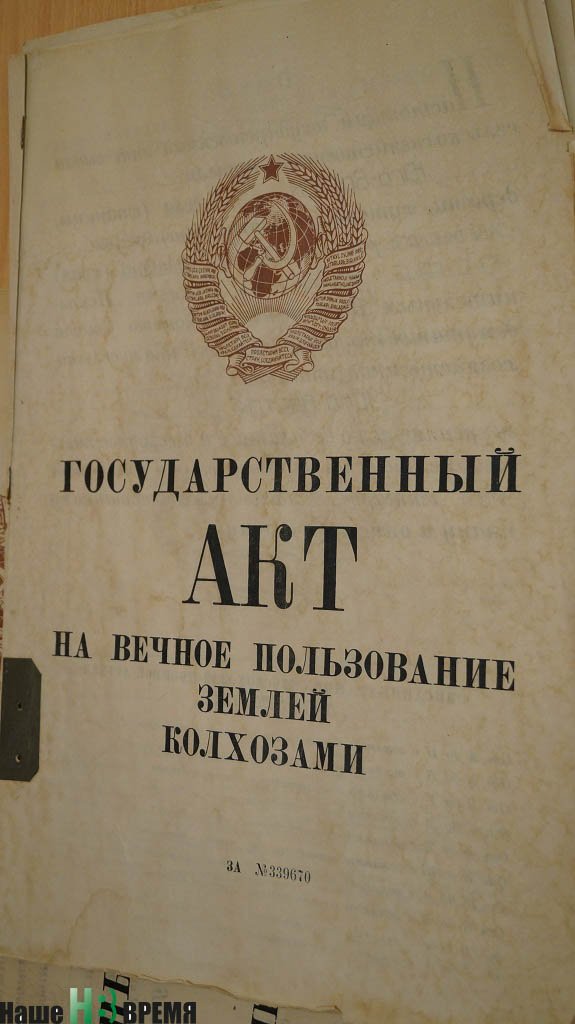 ГОСУДАРСТВЕННЫЙ
АКТ
НА ВЕЧНОЕ ПОЛЬЗОВАНИЕ
ЗЕМЛЕЙ
КОЛХОЗАМИ
ЗА №339670
Наше ВРЕМЯ